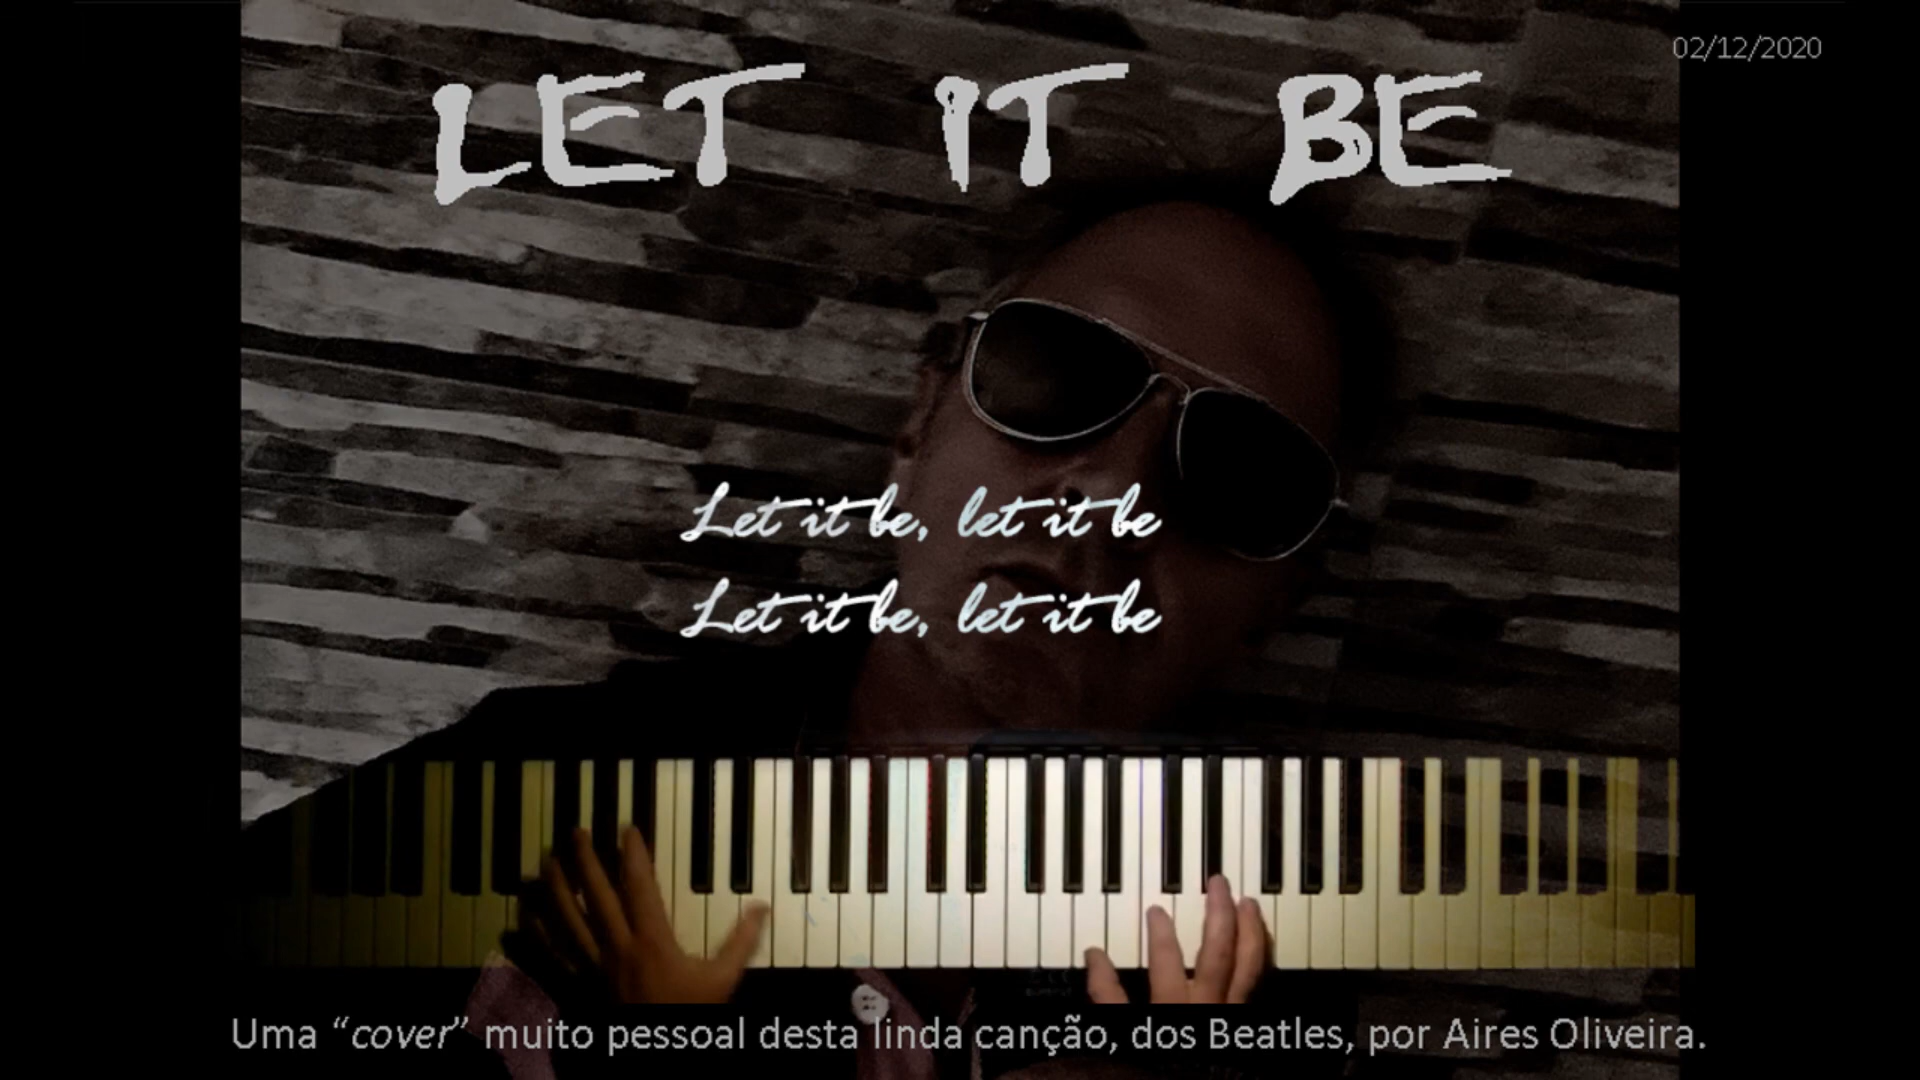 02/12/2020
LET IT BE
Let it be, let it be
Let it be, let it be
Uma “cover” muito pessoal desta linda canção, dos Beatles, por Aires Oliveira.